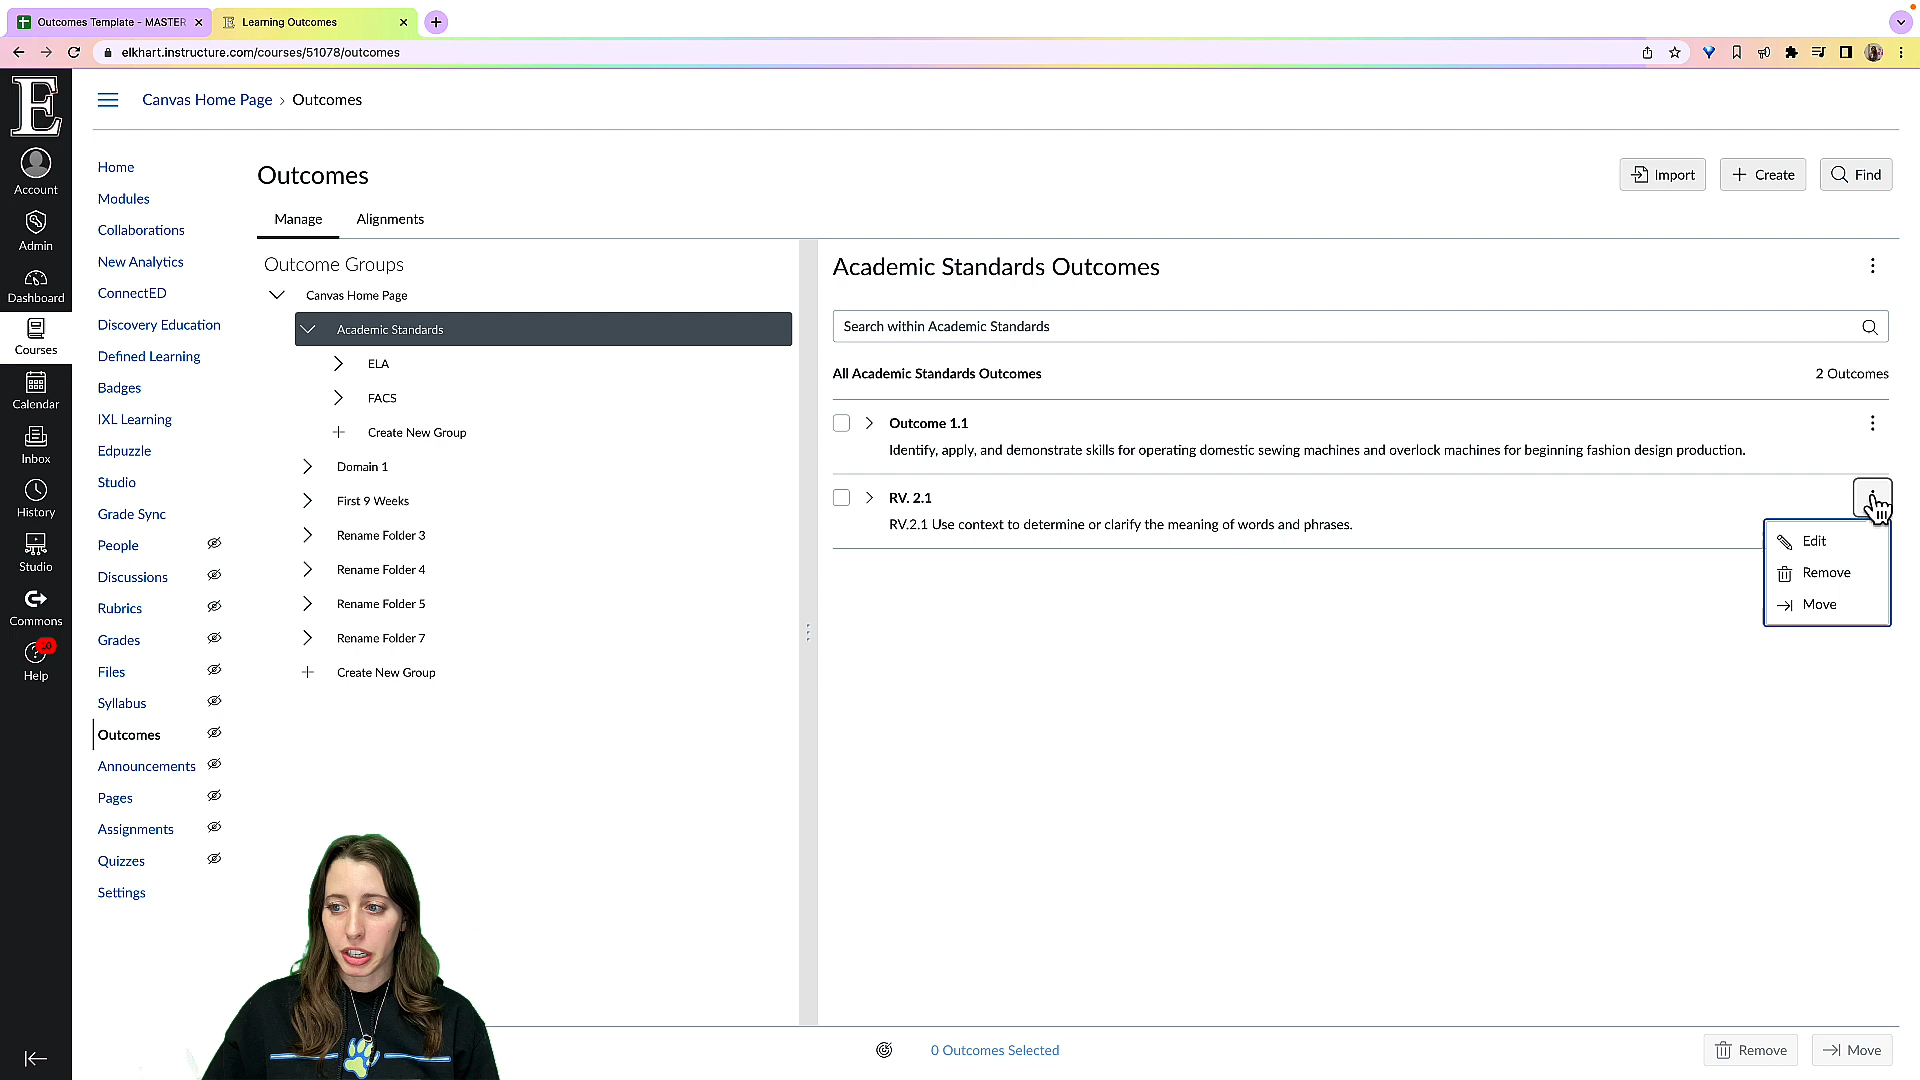 Outcomes Template - MASTER
Learning Outcomes
elkhart.instructure.com/courses/51078/outcomes
E
Account
Admin
Dashboard
Courses
Calendar
Inbox
History
Studio
Commons
10
Help
Canvas Home Page › Outcomes
Home
Modules
Collaborations
New Analytics
ConnectED
Discovery Education
Defined Learning
Badges
IXL Learning
Edpuzzle
Studio
Grade Sync
People
Discussions
Rubrics
Grades
Files
Syllabus
Outcomes
Announcements
Pages
Assignments
Quizzes
Settings
Outcomes
Import
Create
Find
Manage
Alignments
Outcome Groups
Canvas Home Page
Academic Standards
ELA
FACS
Create New Group
Domain 1
First 9 Weeks
Rename Folder 3
Rename Folder 4
Rename Folder 5
Rename Folder 7
Create New Group
Academic Standards Outcomes
Search within Academic Standards
All Academic Standards Outcomes
2 Outcomes
Outcome 1.1
Identify, apply, and demonstrate skills for operating domestic sewing machines and overlock machines for beginning fashion design production.
RV. 2.1
RV.2.1 Use context to determine or clarify the meaning of words and phrases.
Edit
Remove
Move
0 Outcomes Selected
Remove
Move